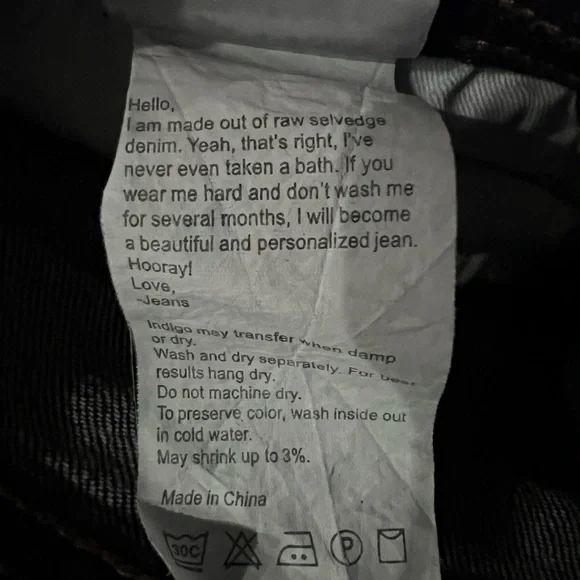 Hello,
I am made out of raw selvedge
denim. Yeah, that's right, I've
never even taken a bath. If you
wear me hard and don't wash me
for several months, I will become
a beautiful and personalized jean.
Hooray!
Love,
-Jeans
Indigo may transfer when damp
or dry.
Wash and dry separately. For best
results hang dry.
Do not machine dry.
To preserve color, wash inside out
in cold water.
May shrink up to 3%.
Made In China
30C P